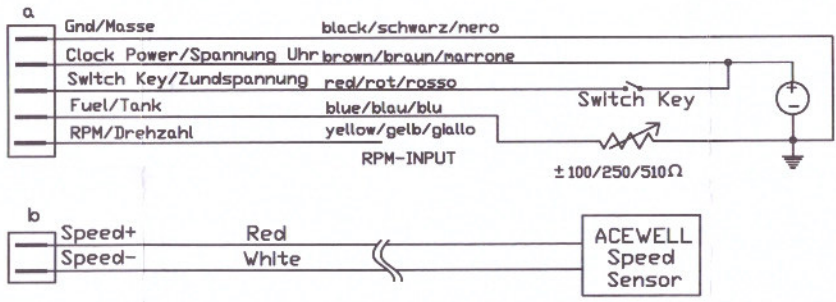 a
Gnd/Masse black/schwarz/nero
Clock Power/Spannung Uhr brown/braun/marrone
Switch Key/Zundspannung red/rot/rosso
Switch Key
Fuel/Tank blue/blau/blu
RPM/Drehzahl yellow/gelb/giallo
RPM-INPUT
±100/250/510Ω
+
-
b
Speed+ Red
Speed- White
ACEWELL
Speed
Sensor